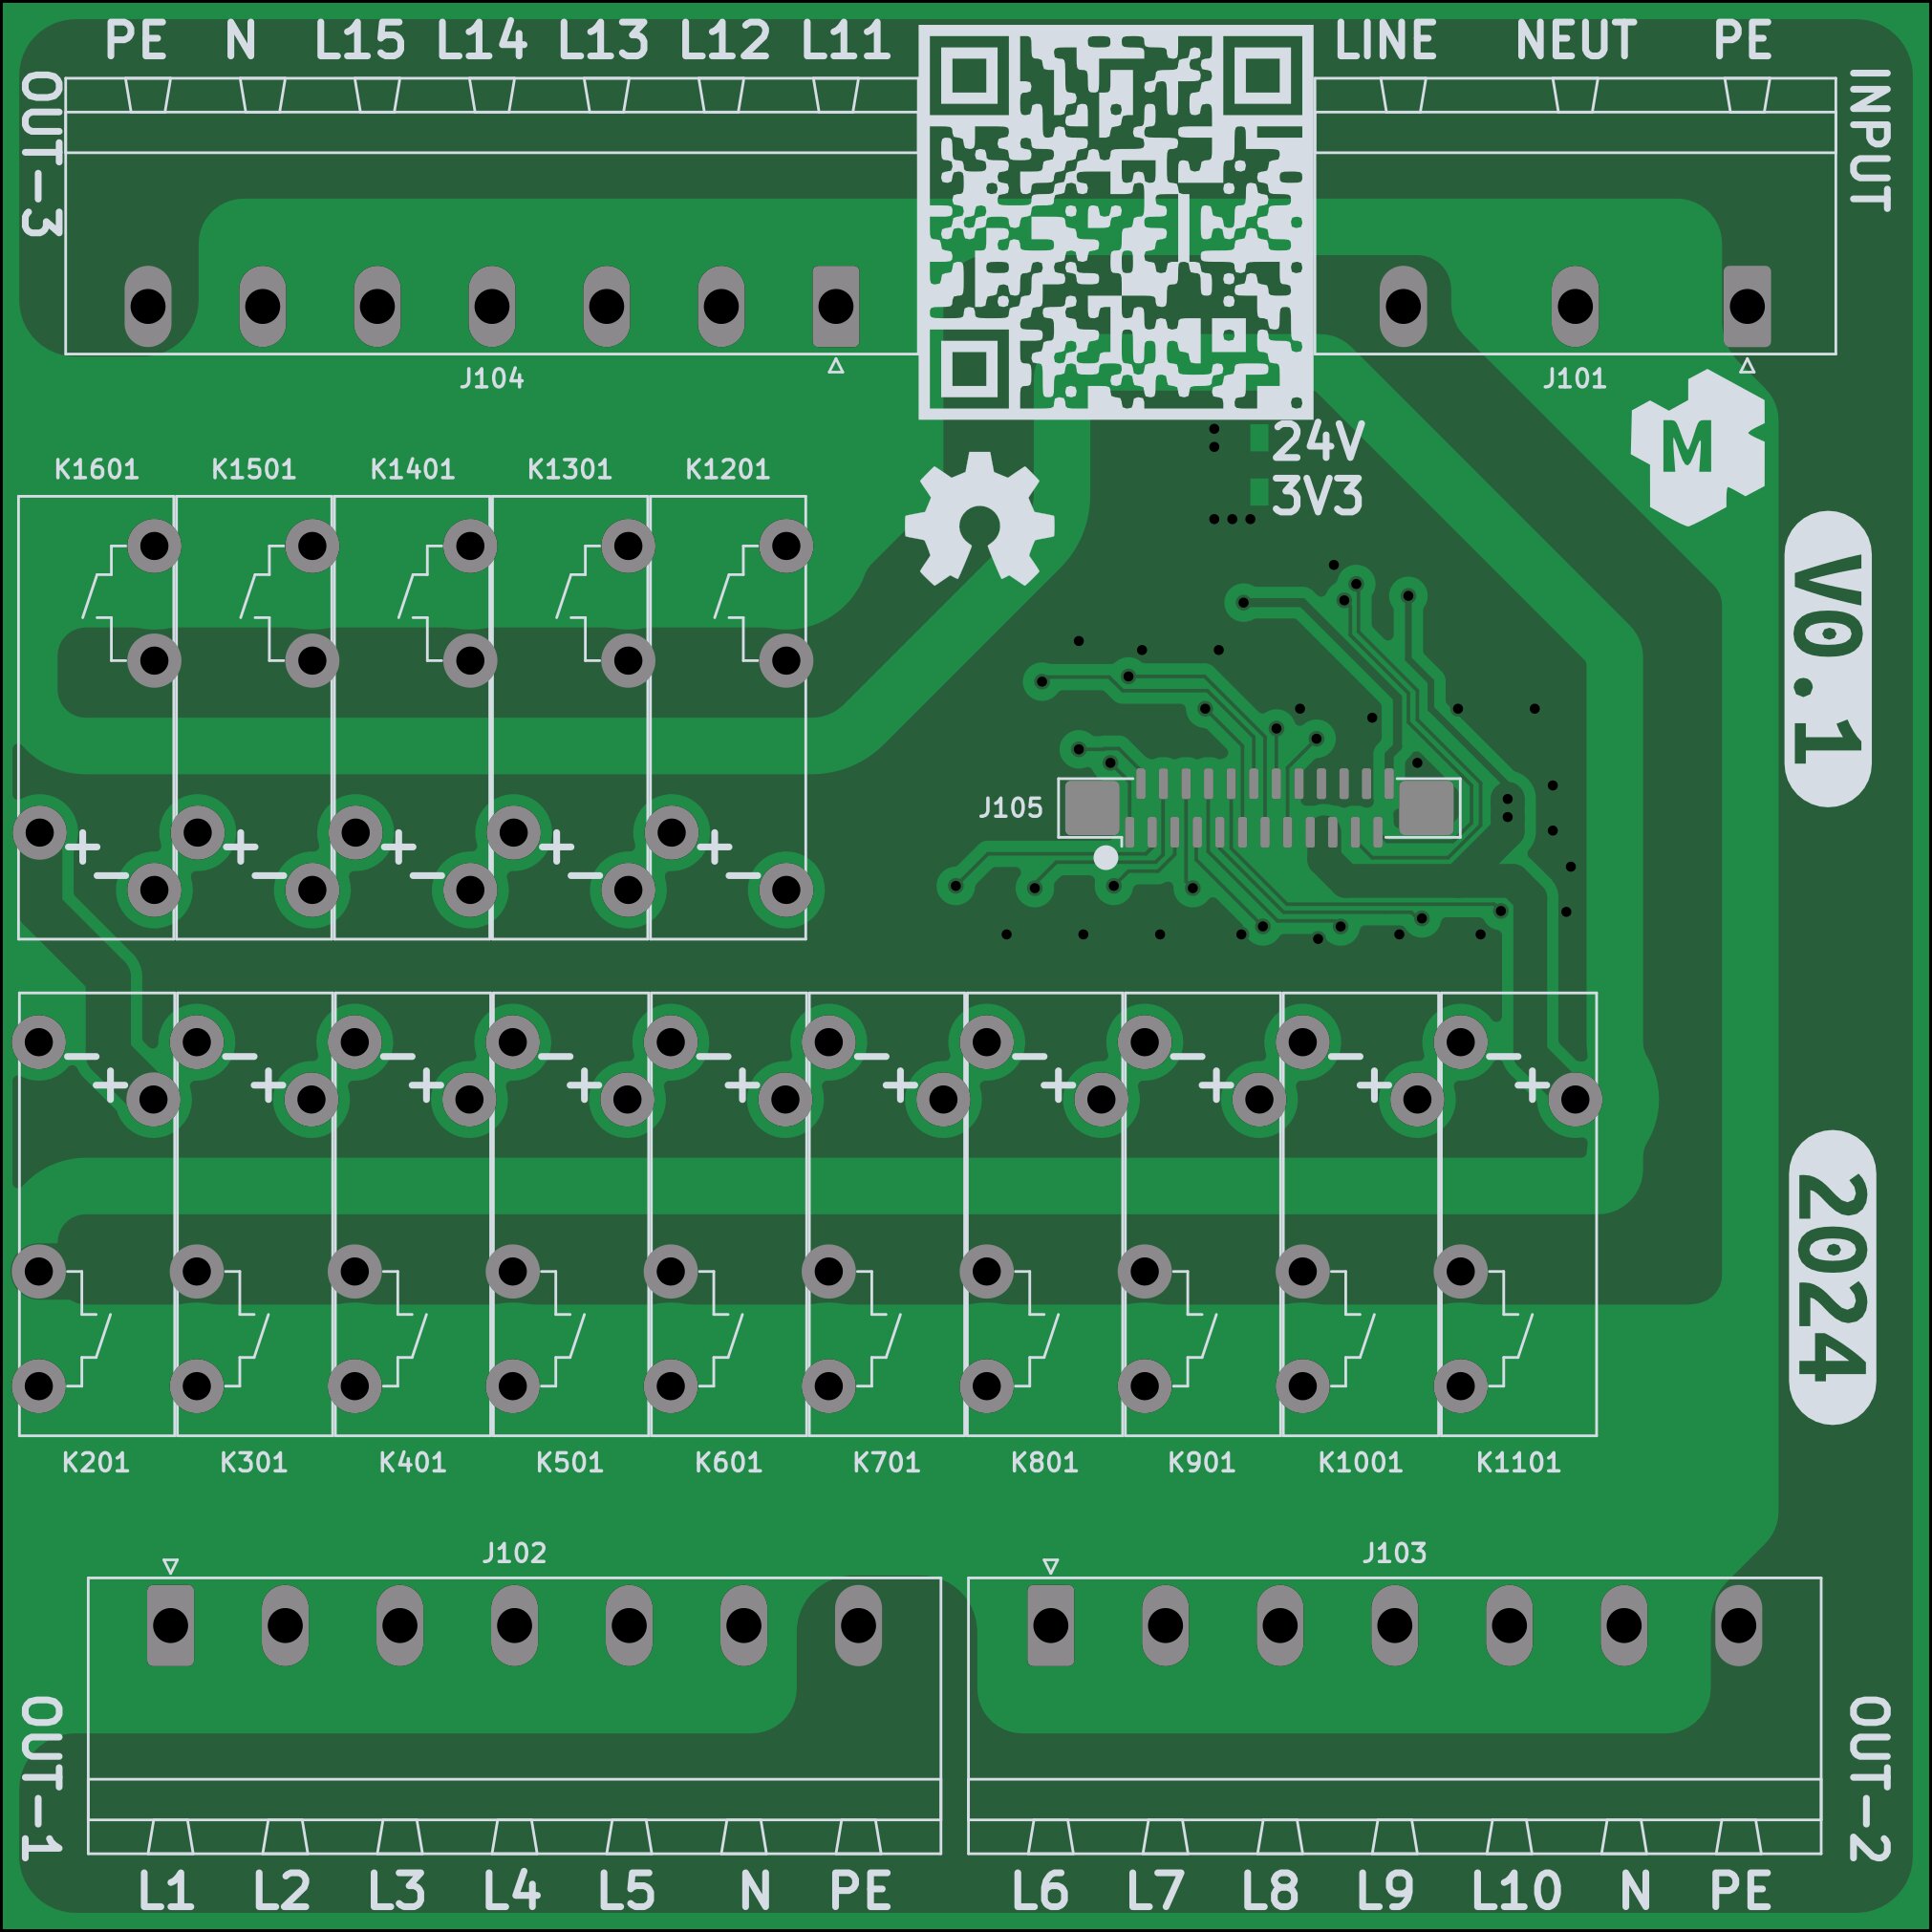 PE N L15 L14 L13 L12 L11 LINE NEUT PE
OUT-3
INPUT
J104
J101
24V
3V3
M
K1601 K1501 K1401 K1301 K1201
V0.1
+ + + + +
- - - - -
J105
- - - - - - - - - -
+ + + + + + + + + +
2024
K201 K301 K401 K501 K601 K701 K801 K901 K1001 K1101
J102
J103
OUT-1
OUT-2
L1 L2 L3 L4 L5 N PE L6 L7 L8 L9 L10 N PE